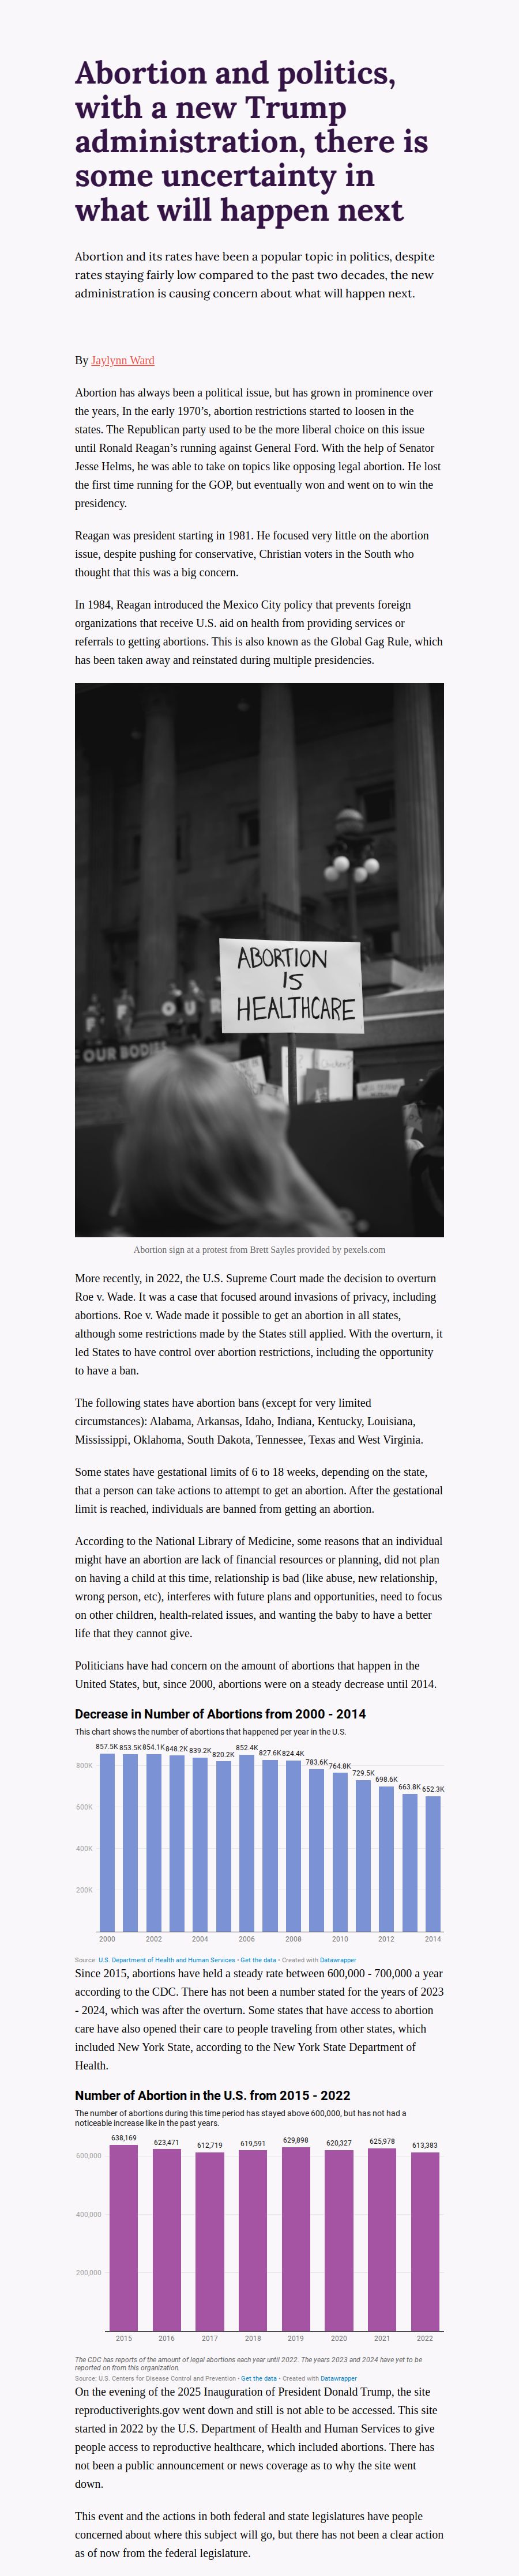 Abortion and politics,
with a new Trump
administration, there is
some uncertainty in
what will happen next
Abortion and its rates have been a popular topic in politics, despite
rates staying fairly low compared to the past two decades, the new
administration is causing concern about what will happen next.
By Jaylynn Ward
Abortion has always been a political issue, but has grown in prominence over
the years, In the early 1970’s, abortion restrictions started to loosen in the
states. The Republican party used to be the more liberal choice on this issue
until Ronald Reagan’s running against General Ford. With the help of Senator
Jesse Helms, he was able to take on topics like opposing legal abortion. He lost
the first time running for the GOP, but eventually won and went on to win the
presidency.
Reagan was president starting in 1981. He focused very little on the abortion
issue, despite pushing for conservative, Christian voters in the South who
thought that this was a big concern.
In 1984, Reagan introduced the Mexico City policy that prevents foreign
organizations that receive U.S. aid on health from providing services or
referrals to getting abortions. This is also known as the Global Gag Rule, which
has been taken away and reinstated during multiple presidencies.
ABORTION
IS
HEALTHCARE
OUR BODIES
Abortion sign at a protest from Brett Sayles provided by pexels.com
More recently, in 2022, the U.S. Supreme Court made the decision to overturn
Roe v. Wade. It was a case that focused around invasions of privacy, including
abortions. Roe v. Wade made it possible to get an abortion in all states,
although some restrictions made by the States still applied. With the overturn, it
led States to have control over abortion restrictions, including the opportunity
to have a ban.
The following states have abortion bans (except for very limited
circumstances): Alabama, Arkansas, Idaho, Indiana, Kentucky, Louisiana,
Mississippi, Oklahoma, South Dakota, Tennessee, Texas and West Virginia.
Some states have gestational limits of 6 to 18 weeks, depending on the state,
that a person can take actions to attempt to get an abortion. After the gestational
limit is reached, individuals are banned from getting an abortion.
According to the National Library of Medicine, some reasons that an individual
might have an abortion are lack of financial resources or planning, did not plan
on having a child at this time, relationship is bad (like abuse, new relationship,
wrong person, etc), interferes with future plans and opportunities, need to focus
on other children, health-related issues, and wanting the baby to have a better
life that they cannot give.
Politicians have had concern on the amount of abortions that happen in the
United States, but, since 2000, abortions were on a steady decrease until 2014.
Decrease in Number of Abortions from 2000 - 2014
This chart shows the number of abortions that happened per year in the U.S.
857.5K 853.5K 854.1K 848.2K 839.2K 820.2K 852.4K 827.6K 824.4K 783.6K 764.8K 729.5K 698.6K 663.8K 652.3K
800K
600K
400K
200K
2000 2002 2004 2006 2008 2010 2012 2014
Source: U.S. Department of Health and Human Services • Get the data • Created with Datawrapper
Since 2015, abortions have held a steady rate between 600,000 - 700,000 a year
according to the CDC. There has not been a number stated for the years of 2023
- 2024, which was after the overturn. Some states that have access to abortion
care have also opened their care to people traveling from other states, which
included New York State, according to the New York State Department of
Health.
Number of Abortion in the U.S. from 2015 - 2022
The number of abortions during this time period has stayed above 600,000, but has not had a
noticeable increase like in the past years.
638,169 623,471 612,719 619,591 629,898 620,327 625,978 613,383
600,000
400,000
200,000
2015 2016 2017 2018 2019 2020 2021 2022
The CDC has reports of the amount of legal abortions each year until 2022. The years 2023 and 2024 have yet to be
reported on from this organization.
Source: U.S. Centers for Disease Control and Prevention • Get the data • Created with Datawrapper
On the evening of the 2025 Inauguration of President Donald Trump, the site
reproductiverights.gov went down and still is not able to be accessed. This site
started in 2022 by the U.S. Department of Health and Human Services to give
people access to reproductive healthcare, which included abortions. There has
not been a public announcement or news coverage as to why the site went
down.
This event and the actions in both federal and state legislatures have people
concerned about where this subject will go, but there has not been a clear action
as of now from the federal legislature.